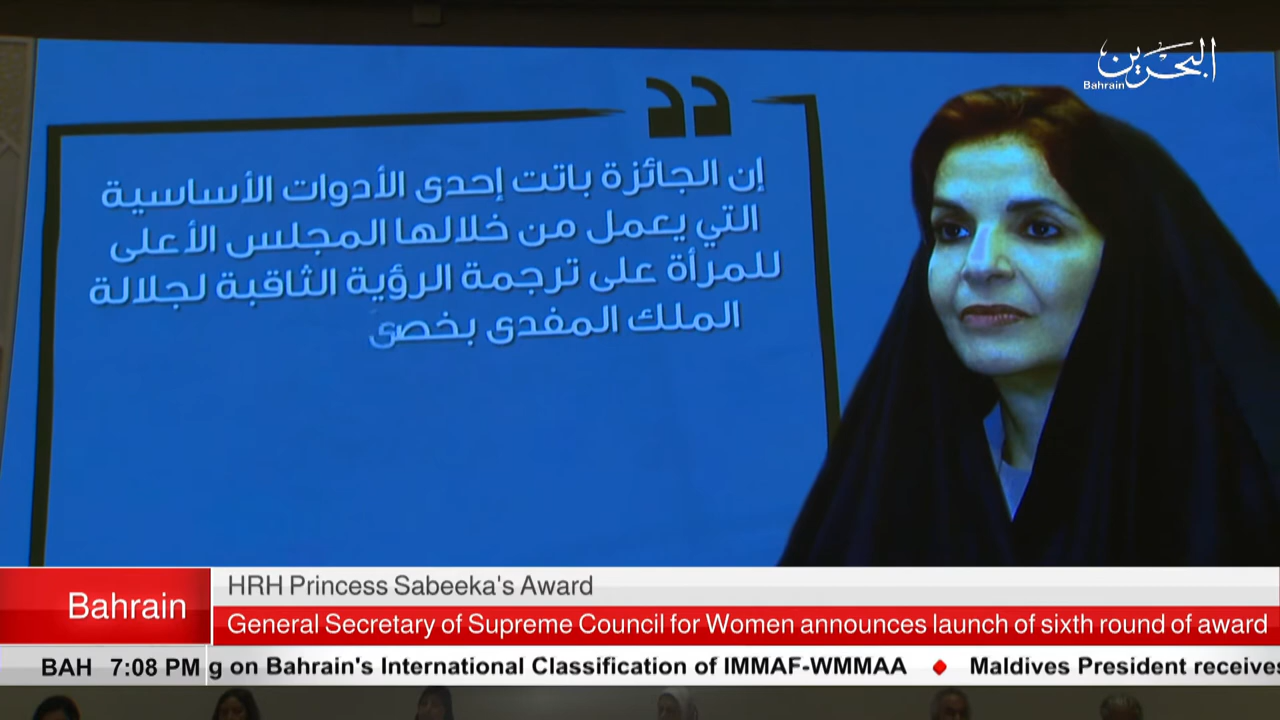 البحرين
Bahrain
إن الجائزة باتت إحدى الأدوات الأساسية
التي يعمل من خلالها المجلس الأعلى
للمرأة على ترجمة الرؤية الثاقبة لجلالة
الملك المفدى بخصى
Bahrain
HRH Princess Sabeeka's Award
General Secretary of Supreme Council for Women announces launch of sixth round of award
BAH 7:08 PM g on Bahrain's International Classification of IMMAF-WMMAA ♦ Maldives President receives